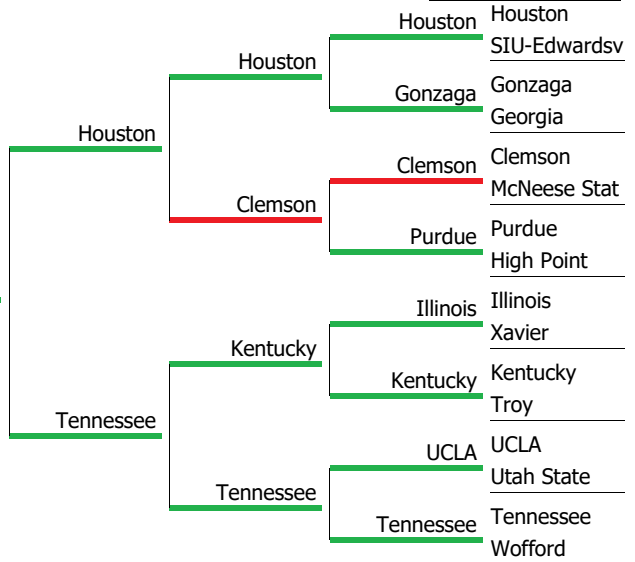 Houston
Houston
SIU-Edwardsv
Houston
Gonzaga
Gonzaga
Georgia
Houston
Clemson
Clemson
McNeese Stat
Clemson
Purdue
Purdue
High Point
Illinois
Illinois
Xavier
Kentucky
Kentucky
Kentucky
Troy
Tennessee
UCLA
UCLA
Utah State
Tennessee
Tennessee
Tennessee
Wofford